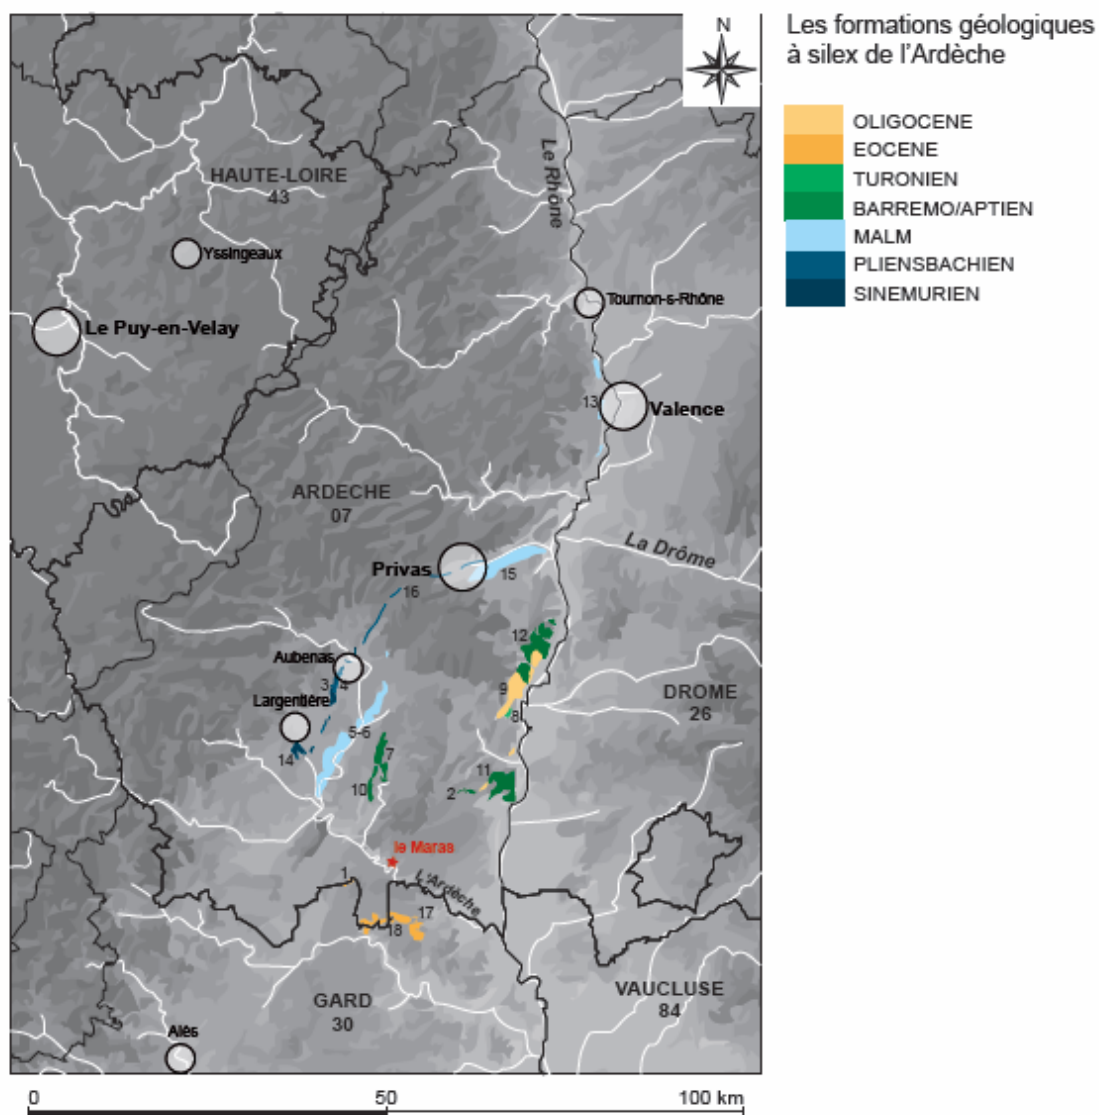 Les formations géologiques
à silex de l'Ardèche
OLIGOCENE
EOCENE
TURONIEN
BARREMO/APTIEN
MALM
PLIENSBACHIEN
SINEMURIEN
N
Le Rhône
HAUTE-LOIRE
43
Yssingeaux
Tournon-s-Rhône
Le Puy-en-Velay
13
Valence
ARDECHE
07
La Drôme
Privas
15
16
12
Aubenas
3
4
9
DROME
26
Largentière
8
5-6
14
7
11
10
2
le Maras
1
L'Ardèche
17
18
GARD
30
VAUCLUSE
84
Alès
0
50
100 km